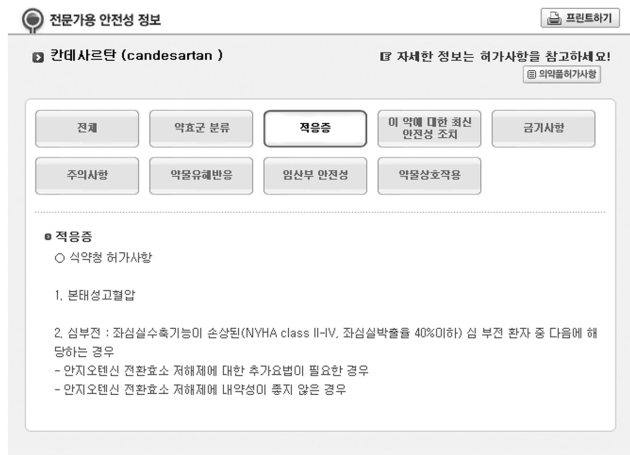 전문가용 안전성 정보
프린트하기
칸데사르탄 (candesartan )
☞ 자세한 정보는 허가사항을 참고하세요!
의약품허가사항
전체
약효군 분류
적응증
이 약에 대한 최신
안전성 조치
금기사항
주의사항
약물유해반응
임산부 안전성
약물상호작용
적응증
○ 식약청 허가사항
1. 본태성고혈압
2. 심부전 : 좌심실수축기능이 손상된(NYHA class II-IV, 좌심실박출율 40%이하) 심 부전 환자 중 다음에 해
당하는 경우
- 안지오텐신 전환효소 저해제에 대한 추가요법이 필요한 경우
- 안지오텐신 전환효소 저해제에 내약성이 좋지 않은 경우